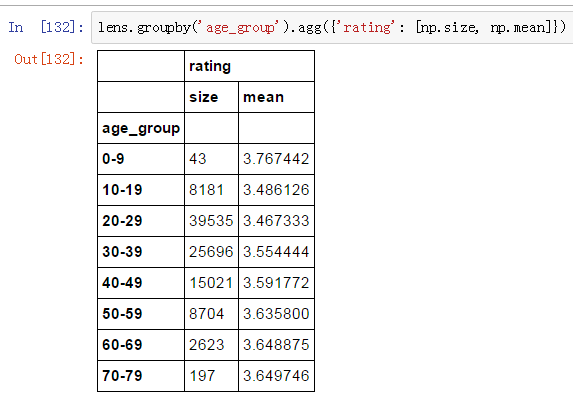 In [132]: lens.groupby('age_group').agg({'rating': [np.size, np.mean]})
Out[132]:
rating
size mean
age_group
0-9 43 3.767442
10-19 8181 3.486126
20-29 39535 3.467333
30-39 25696 3.554444
40-49 15021 3.591772
50-59 8704 3.635800
60-69 2623 3.648875
70-79 197 3.649746